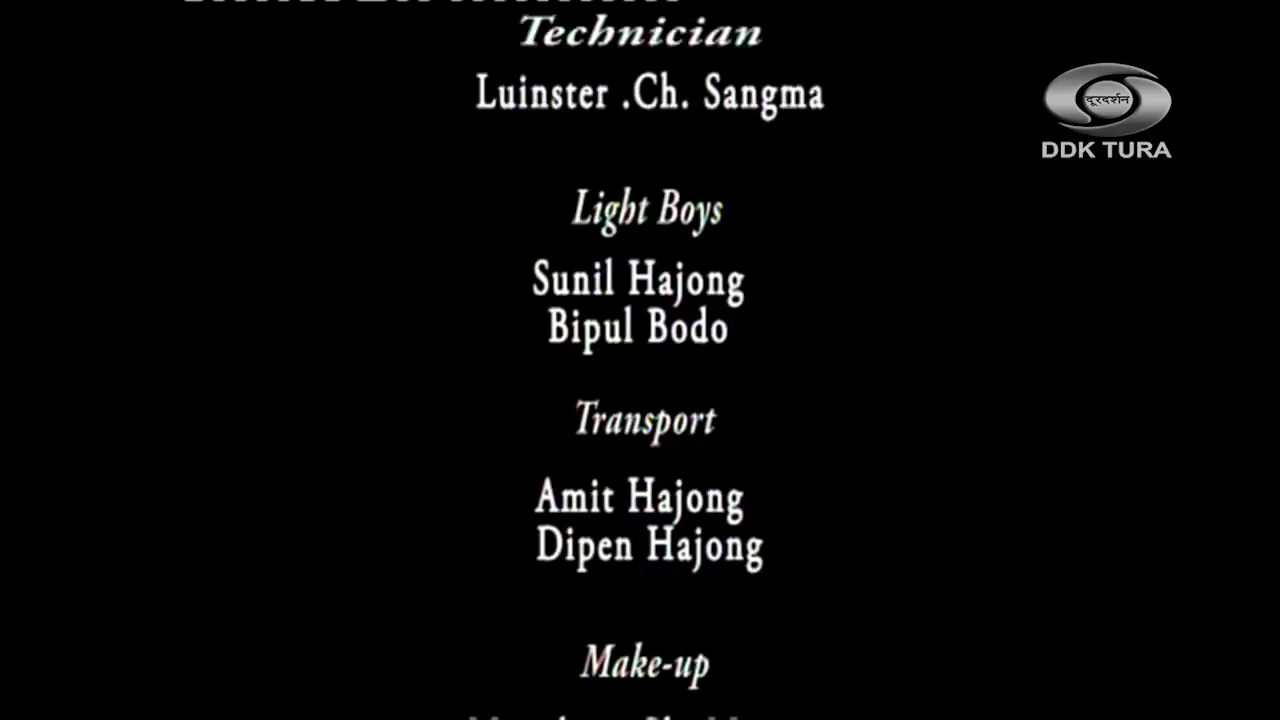 Technician
Luinster .Ch. Sangma
दूरदर्शन
DDK TURA
Light Boys
Sunil Hajong
Bipul Bodo
Transport
Amit Hajong
Dipen Hajong
Make-up